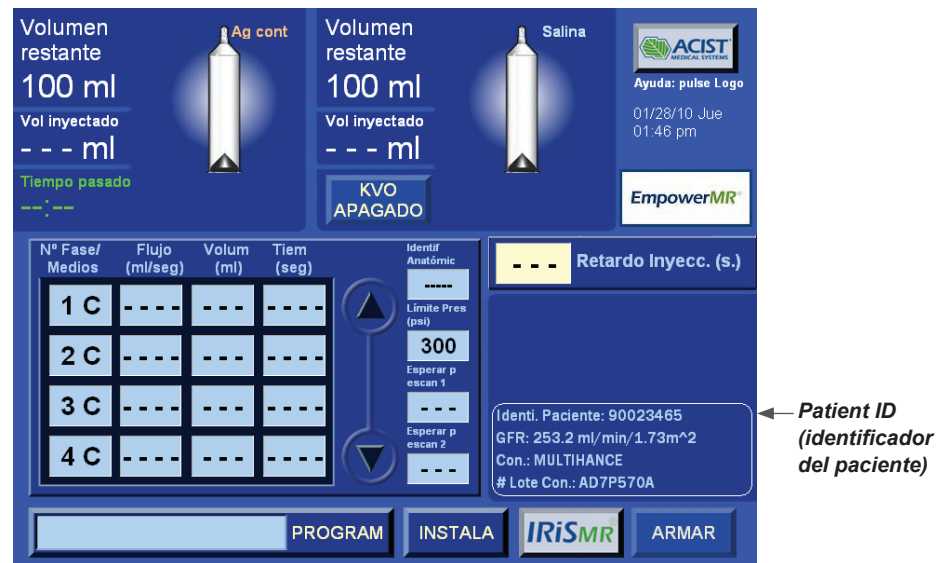 Volumen
restante
100 ml
Vol inyectado
- - - ml
Tiempo pasado
--:--
Ag cont
Volumen
restante
100 ml
Vol inyectado
- - - ml
KVO
APAGADO
Salina
ACIST
MEDICAL SYSTEMS
Ayuda: pulse Logo
01/28/10 Jue
01:46 pm
EmpowerMR®
Nº Fase/ Flujo Volum Tiem
Medios (ml/seg) (ml) (seg)
1 C - - - - - - - - - - -
2 C - - - - - - - - - - -
3 C - - - - - - - - - - -
4 C - - - - - - - - - - -
Identif
Anatómic
-----
Límite Pres
(psi)
300
Esperar p
escan 1
- - -
Esperar p
escan 2
- - -
- - - Retardo Inyecc. (s.)
Identi. Paciente: 90023465
GFR: 253.2 ml/min/1.73m^2
Con.: MULTIHANCE
# Lote Con.: AD7P570A
Patient ID
(identificador
del paciente)
PROGRAM INSTALA IRiSMR ARMAR